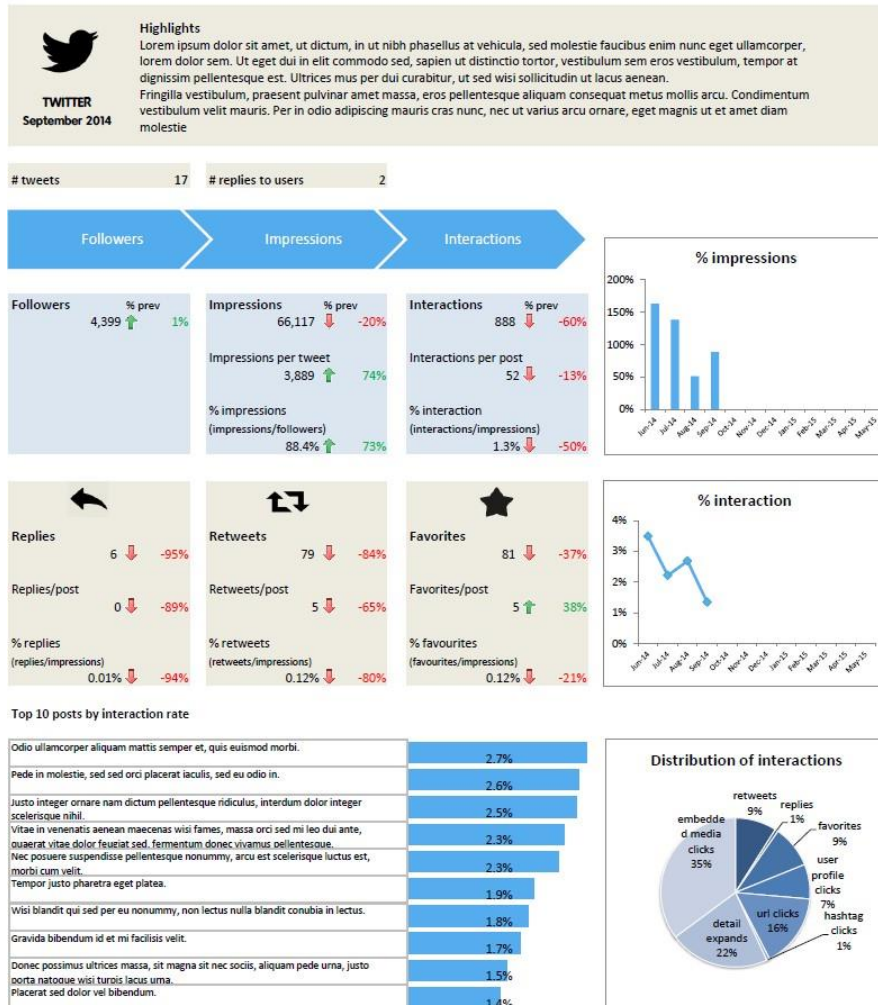 Highlights
Lorem ipsum dolor sit amet, ut dictum, in ut nibh phasellus at vehicula, sed molestie faucibus enim nunc eget ullamcorper,
lorem dolor sem. Ut eget dui in elit commodo sed, sapien ut distinctio tortor, vestibulum sem eros vestibulum, tempor at
dignissim pellentesque est. Ultrices mus per dui curabitur, ut sed wisi sollicitudin ut lacus aenean.
Fringilla vestibulum, praesent pulvinar amet massa, eros pellentesque aliquam consequat metus mollis arcu. Condimentum
vestibulum velit mauris. Per in odio adipiscing mauris cras nunc, nec ut varius arcu ornare, eget magnis ut et amet diam
molestie
TWITTER
September 2014
# tweets 17
# replies to users 2
Followers
Impressions
Interactions
Followers % prev
4,399 1%
Impressions % prev
66,117 -20%
Impressions per tweet
3,889 74%
% impressions
(impressions/followers)
88.4% 73%
Interactions % prev
888 -60%
Interactions per post
52 -13%
% interaction
(interactions/impressions)
1.3% -50%
% impressions
200%
150%
100%
50%
0%
Jun-14 Jul-14 Aug-14 Sep-14 Oct-14 Nov-14 Dec-14 Jan-15 Feb-15 Mar-15 Apr-15 May-15
Replies
6 -95%
Replies/post
0 -89%
% replies
(replies/impressions)
0.01% -94%
Retweets
79 -84%
Retweets/post
5 -65%
% retweets
(retweets/impressions)
0.12% -80%
Favorites
81 -37%
Favorites/post
5 38%
% favourites
(favourites/impressions)
0.12% -21%
% interaction
4%
3%
2%
1%
0%
Jun-14 Jul-14 Aug-14 Sep-14 Oct-14 Nov-14 Dec-14 Jan-15 Feb-15 Mar-15 Apr-15 May-15
Top 10 posts by interaction rate
Odio ullamcorper aliquam mattis semper et, quis euismod morbi.
2.7%
Pede in molestie, sed sed orci placerat iaculis, sed eu odio in.
2.6%
Justo integer ornare nam dictum pellentesque ridiculus, interdum dolor integer
scelerisque nihil.
2.5%
Vitae in venenatis aenean maecenas wisi fames, massa orci sed mi leo dui ante,
quaerat vitae dolor feugiat sed, fermentum donec vivamus pellentesque.
2.3%
Nec posuere suspendisse pellentesque nonummy, arcu est scelerisque luctus est,
morbi cum velit.
2.3%
Tempor justo pharetra eget platea.
1.9%
Wisi blandit qui sed per eu nonummy, non lectus nulla blandit conubia in lectus.
1.8%
Gravida bibendum id et mi facilisis velit.
1.7%
Donec possimus ultrices massa, sit magna sit nec sociis, aliquam pede urna, justo
porta natoque wisi turpis lacus urna.
1.5%
Placerat sed dolor vel bibendum.
1.4%
Distribution of interactions
retweets
9%
replies
1%
favorites
9%
user
profile
clicks
7%
hashtag
clicks
1%
url clicks
16%
detail
expands
22%
embedde
d media
clicks
35%